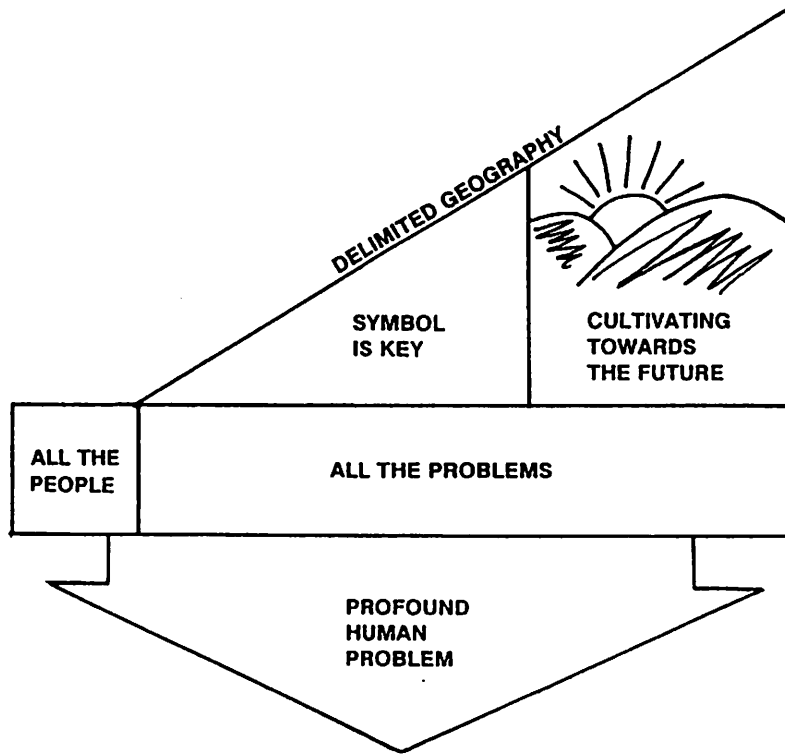 DELIMITED GEOGRAPHY
SYMBOL
IS KEY
CULTIVATING
TOWARDS
THE FUTURE
ALL THE
PEOPLE
ALL THE PROBLEMS
PROFOUND
HUMAN
PROBLEM